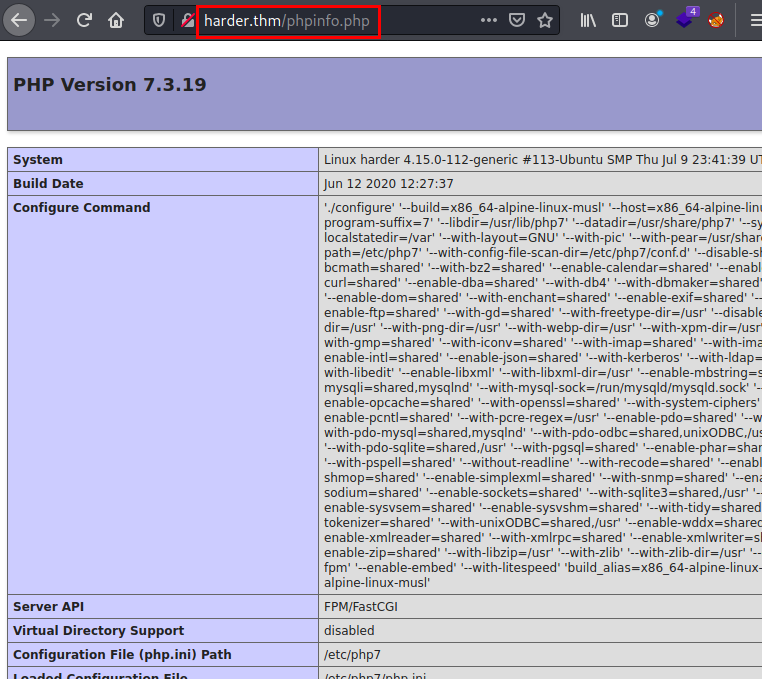 harder.thm/phpinfo.php
4
PHP Version 7.3.19
System Linux harder 4.15.0-112-generic #113-Ubuntu SMP Thu Jul 9 23:41:39 UT
Build Date Jun 12 2020 12:27:37
Configure Command './configure' '--build=x86_64-alpine-linux-musl' '--host=x86_64-alpine-linu
program-suffix=7' '--libdir=/usr/lib/php7' '--datadir=/usr/share/php7' '--sy
localstatedir=/var' '--with-layout=GNU' '--with-pic' '--with-pear=/usr/share
path=/etc/php7' '--with-config-file-scan-dir=/etc/php7/conf.d' '--disable-sh
bcmath=shared' '--with-bz2=shared' '--enable-calendar=shared' '--enabl
curl=shared' '--enable-dba=shared' '--with-db4' '--with-dbmaker=shared'
'--enable-dom=shared' '--with-enchant=shared' '--enable-exif=shared' '--
enable-ftp=shared' '--with-gd=shared' '--with-freetype-dir=/usr' '--disable
dir=/usr' '--with-png-dir=/usr' '--with-webp-dir=/usr' '--with-xpm-dir=/usr'
with-gmp=shared' '--with-iconv=shared' '--with-imap=shared' '--with-ima
enable-intl=shared' '--enable-json=shared' '--with-kerberos' '--with-ldap=
with-libedit' '--enable-libxml' '--with-libxml-dir=/usr' '--enable-mbstring=s
mysqli=shared,mysqlnd' '--with-mysql-sock=/run/mysqld/mysqld.sock' '--
enable-opcache=shared' '--with-openssl=shared' '--with-system-ciphers'
enable-pcntl=shared' '--with-pcre-regex=/usr' '--enable-pdo=shared' '--w
with-pdo-mysql=shared,mysqlnd' '--with-pdo-odbc=shared,unixODBC,/us
'--with-pdo-sqlite=shared,/usr' '--with-pgsql=shared' '--enable-phar=shar
'--with-pspell=shared' '--without-readline' '--with-recode=shared' '--enabl
shmop=shared' '--enable-simplexml=shared' '--with-snmp=shared' '--ena
sodium=shared' '--enable-sockets=shared' '--with-sqlite3=shared,/usr' '--
enable-sysvsem=shared' '--enable-sysvshm=shared' '--with-tidy=shared
tokenizer=shared' '--with-unixODBC=shared,/usr' '--enable-wddx=shared
enable-xmlreader=shared' '--with-xmlrpc=shared' '--enable-xmlwriter=sh
enable-zip=shared' '--with-libzip=/usr' '--with-zlib' '--with-zlib-dir=/usr' '--
fpm' '--enable-embed' '--with-litespeed' 'build_alias=x86_64-alpine-linux-
alpine-linux-musl'
Server API FPM/FastCGI
Virtual Directory Support disabled
Configuration File (php.ini) Path /etc/php7
Loaded Configuration File /etc/php7/php.ini